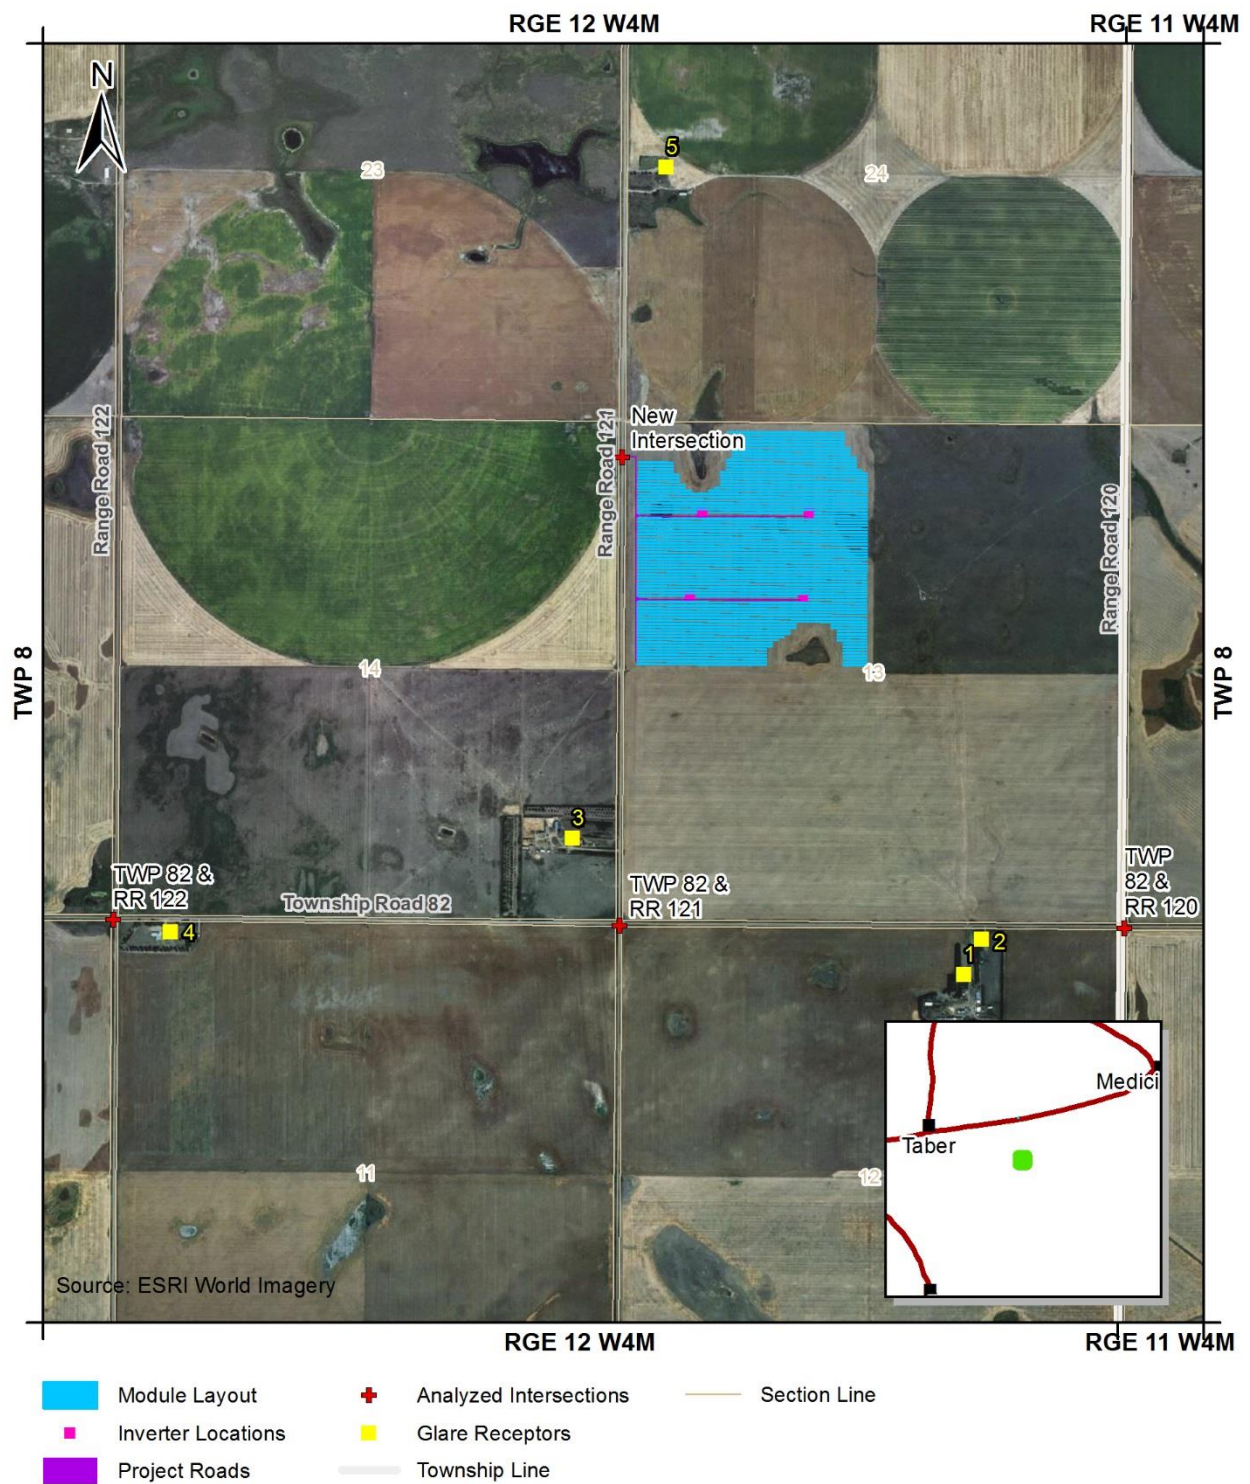 RGE 12 W4M
RGE 11 W4M
N
5
23
24
New
Intersection
Range Road 122
Range Road 121
Range Road 120
14
13
TWP 8
TWP 8
3
TWP 82 &
RR 122
Township Road 82
TWP 82 &
RR 121
TWP
82 &
RR 120
4
1
2
Medici
Taber
11
12
Source: ESRI World Imagery
RGE 12 W4M
RGE 11 W4M
Module Layout
Analyzed Intersections
Section Line
Inverter Locations
Glare Receptors
Project Roads
Township Line